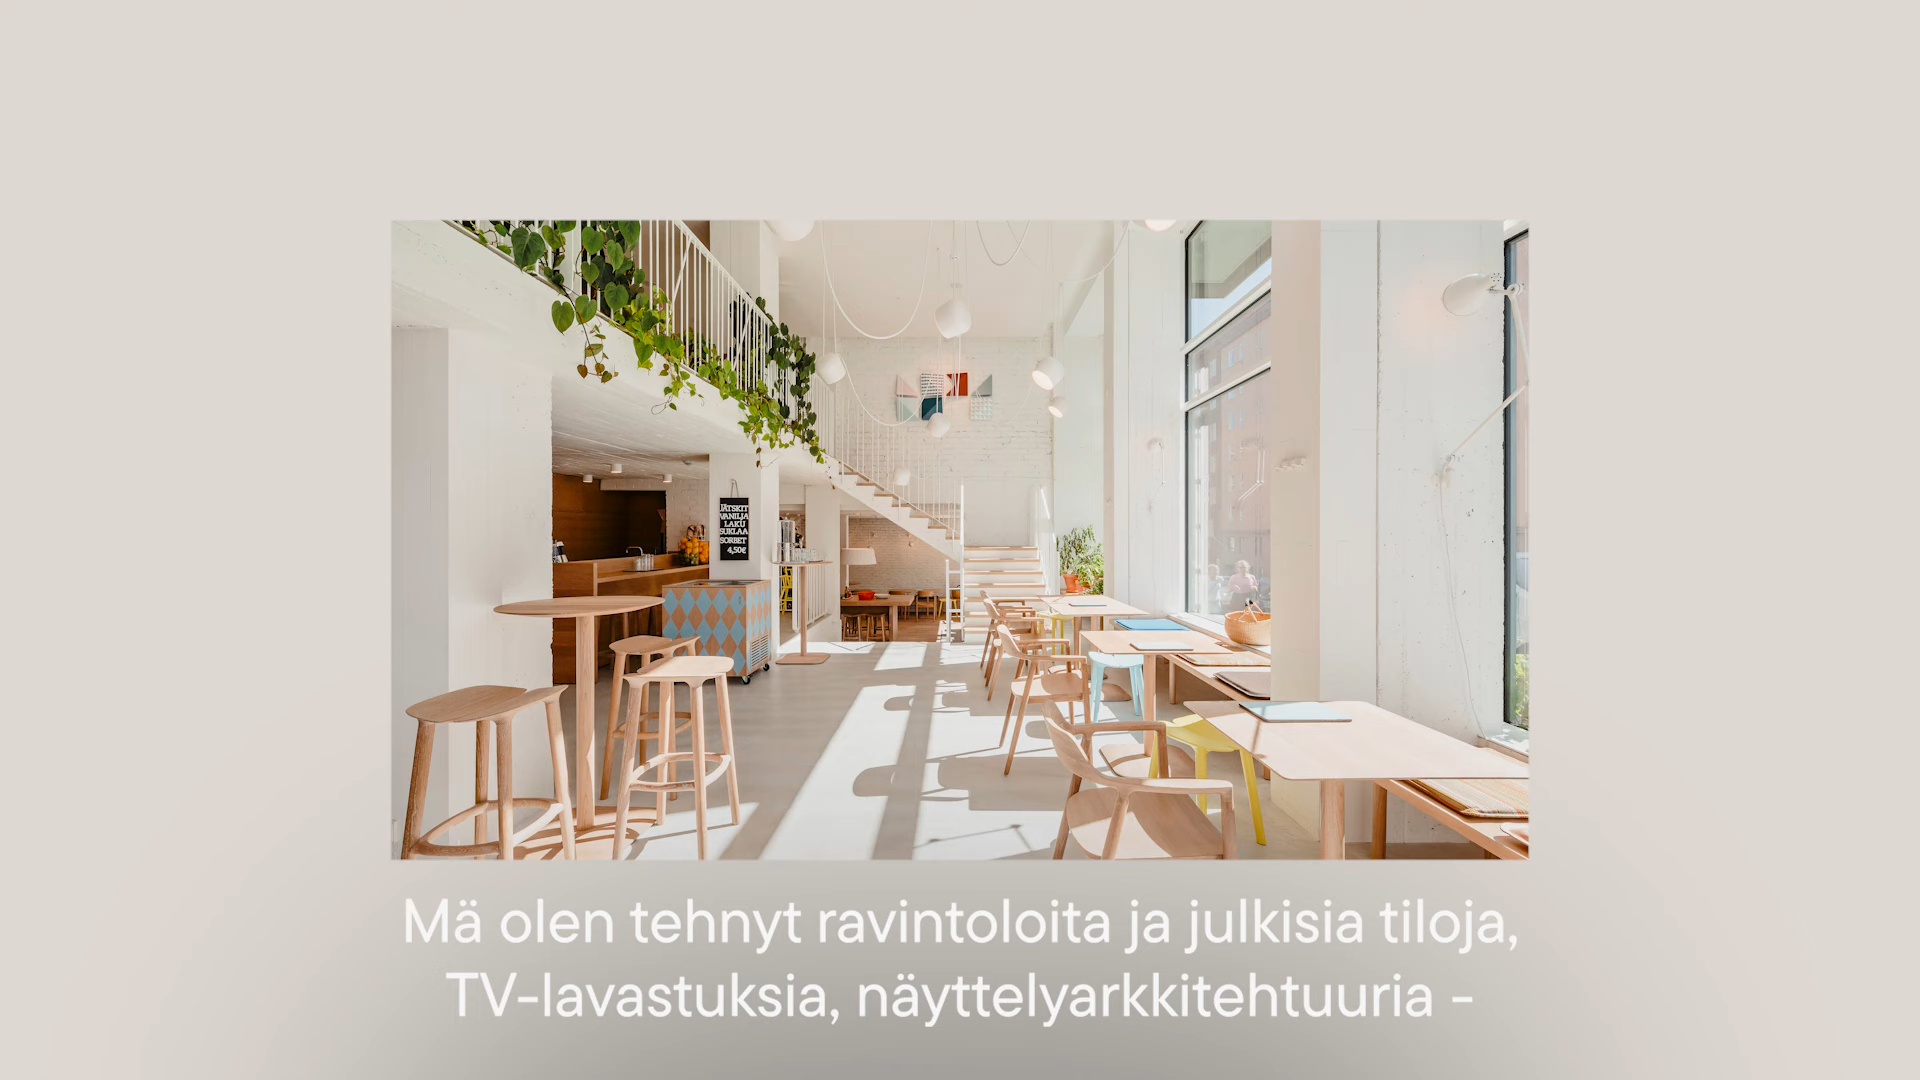 JÄTSKIT
VANILJA
LAKU
SUKLAA
SORBET
4,50€
Mä olen tehnyt ravintoloita ja julkisia tiloja,
TV-lavastuksia, näyttelyarkkitehtuuria -